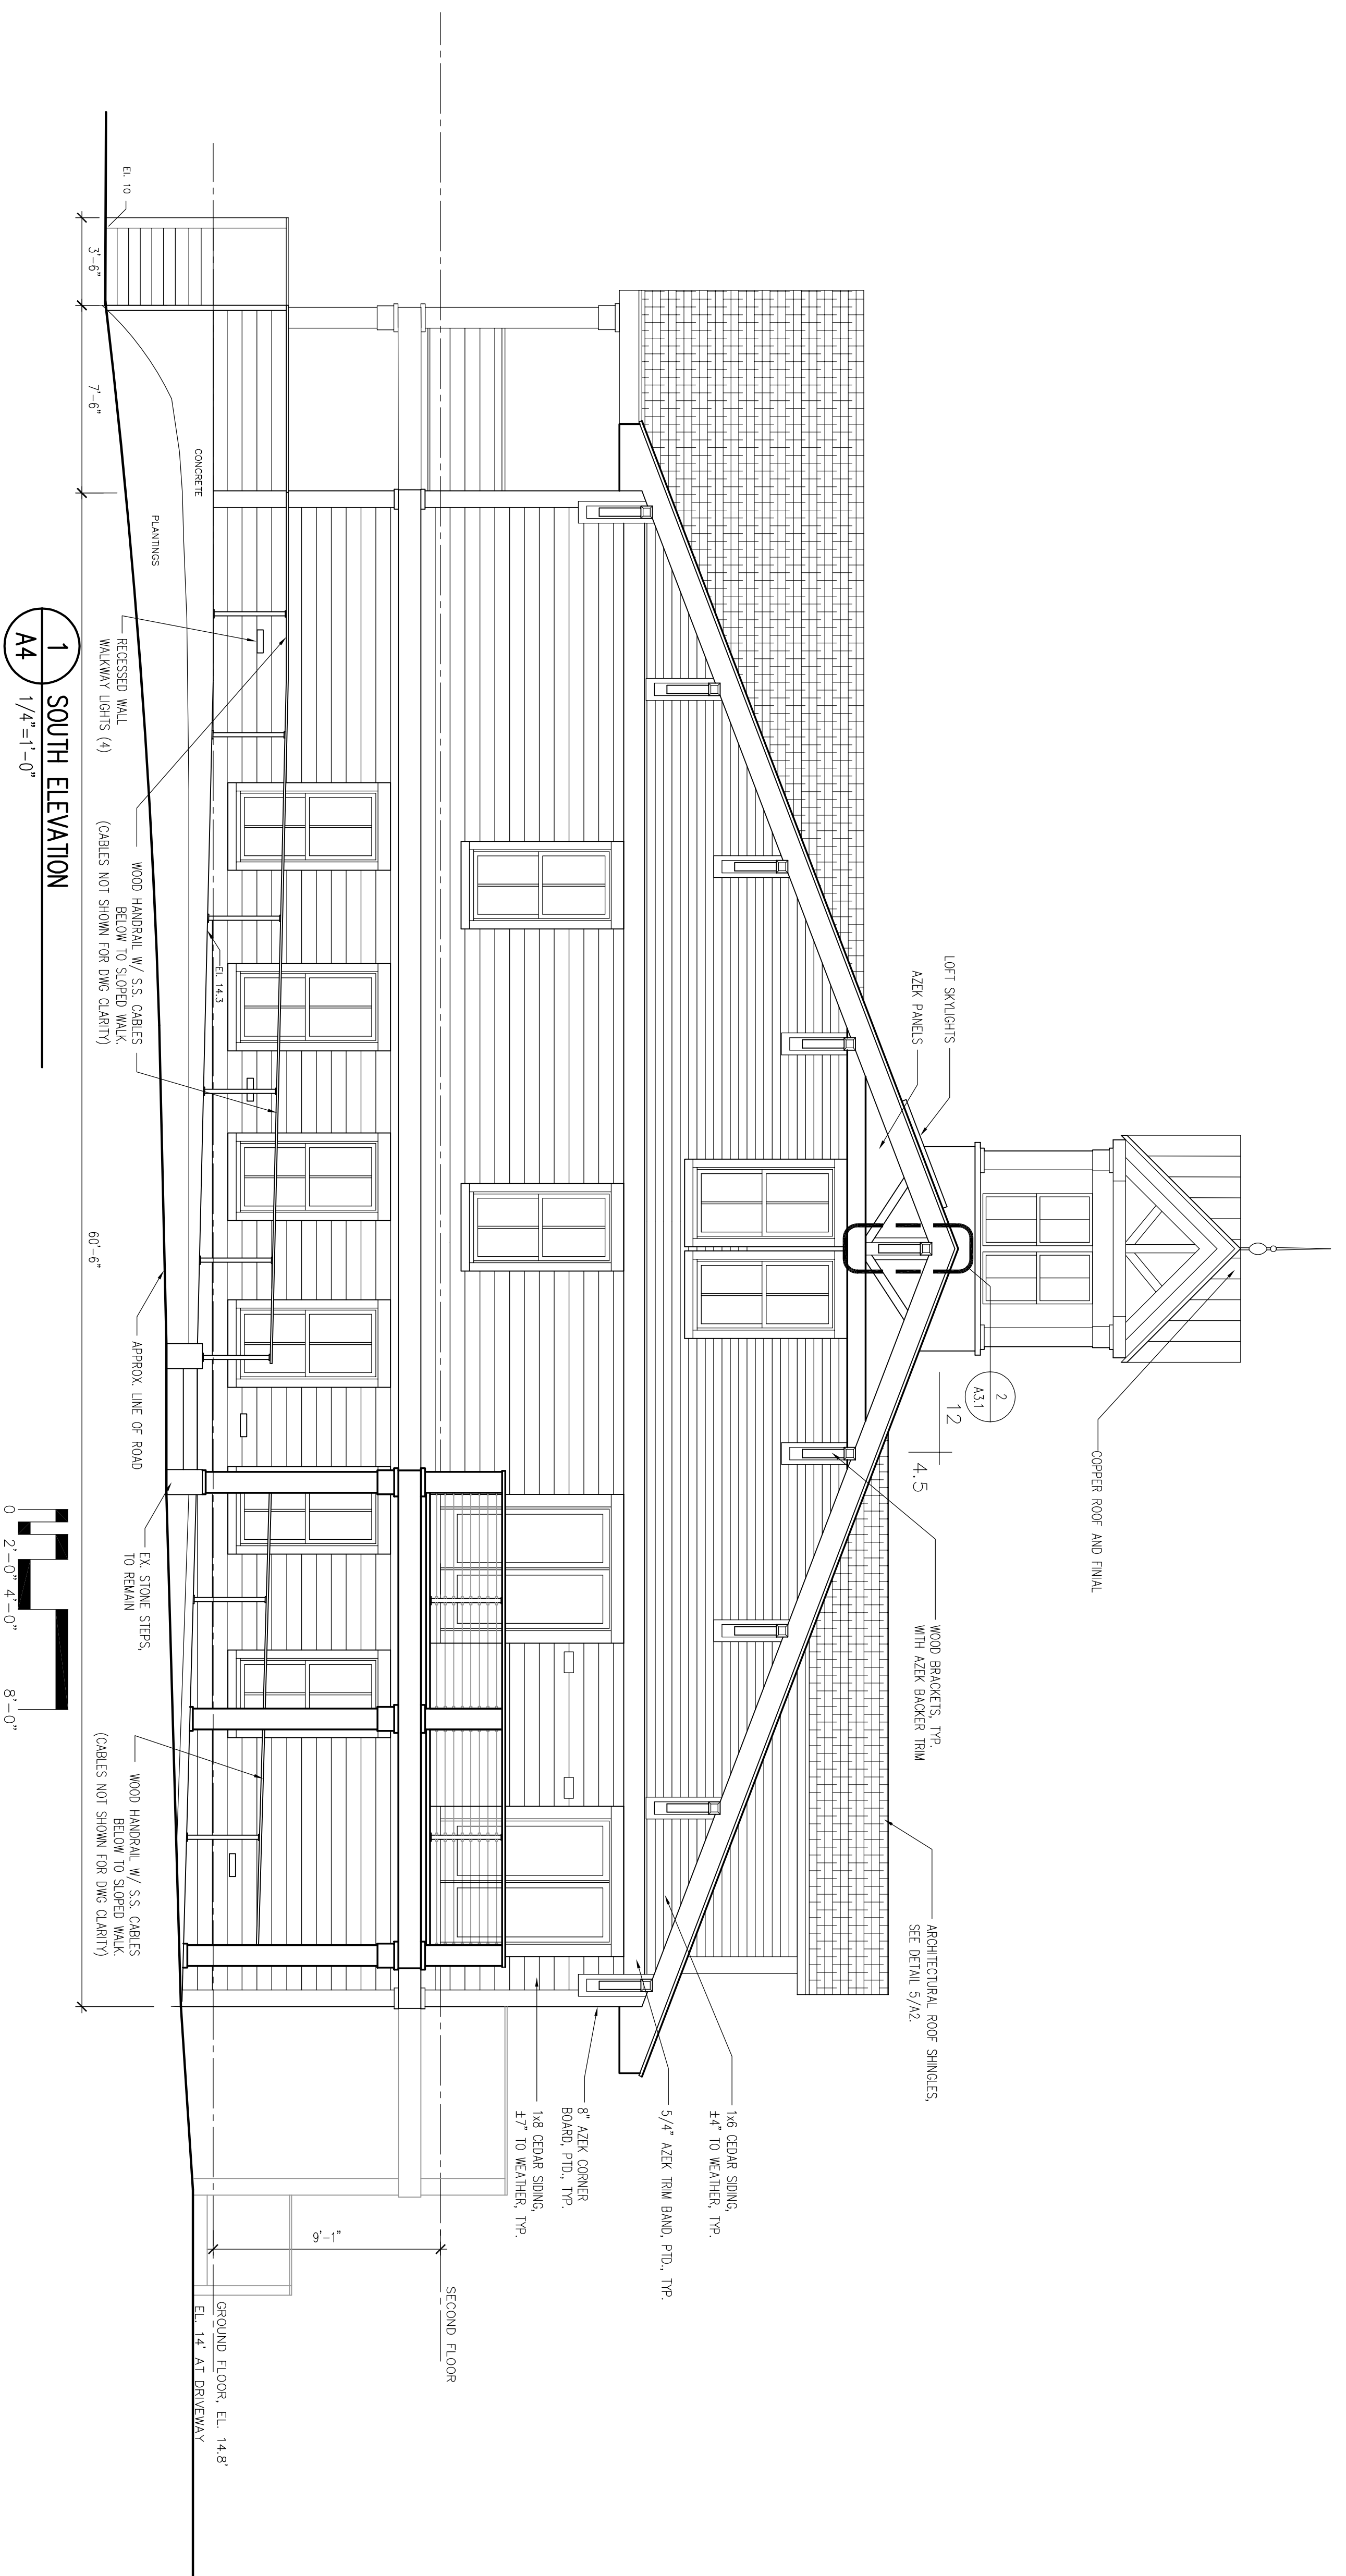 COPPER ROOF AND FINIAL
LOFT SKYLIGHTS
AZEK PANELS
2
A3.1
12
4.5
WOOD BRACKETS, TYP.
WITH AZEK BACKER TRIM
ARCHITECTURAL ROOF SHINGLES,
SEE DETAIL 5/A2.
1x6 CEDAR SIDING,
±4" TO WEATHER, TYP.
5/4" AZEK TRIM BAND, PTD., TYP.
8" AZEK CORNER
BOARD, PTD., TYP.
1x8 CEDAR SIDING,
±7" TO WEATHER, TYP.
SECOND FLOOR
9'-1"
GROUND FLOOR, EL. 14.8'
EL. 14' AT DRIVEWAY
El. 10
CONCRETE
PLANTINGS
El. 14.3
RECESSED WALL
WALKWAY LIGHTS (4)
WOOD HANDRAIL W/ S.S. CABLES
BELOW TO SLOPED WALK.
(CABLES NOT SHOWN FOR DWG CLARITY)
APPROX. LINE OF ROAD
EX. STONE STEPS,
TO REMAIN
WOOD HANDRAIL W/ S.S. CABLES
BELOW TO SLOPED WALK.
(CABLES NOT SHOWN FOR DWG CLARITY)
3'-6"
7'-6"
60'-6"
1
A4
SOUTH ELEVATION
1/4"=1'-0"
0 2'-0" 4'-0" 8'-0"